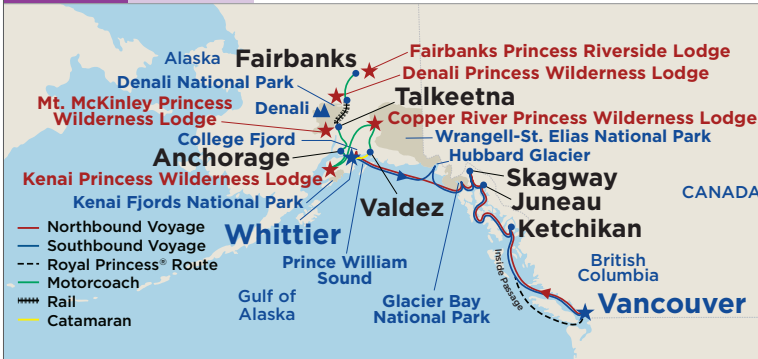 Alaska
Fairbanks
Fairbanks Princess Riverside Lodge
Denali National Park
Denali Princess Wilderness Lodge
Mt. McKinley Princess
Wilderness Lodge
Denali
Talkeetna
Copper River Princess Wilderness Lodge
College Fjord
Wrangell-St. Elias National Park
Anchorage
Hubbard Glacier
Kenai Princess Wilderness Lodge
Skagway
CANADA
Kenai Fjords National Park
Valdez
Juneau
Whittier
Ketchikan
Northbound Voyage
Southbound Voyage
Royal Princess® Route
Motorcoach
Rail
Catamaran
Prince William
Sound
Gulf of
Alaska
Glacier Bay
National Park
Inside Passage
British
Columbia
Vancouver